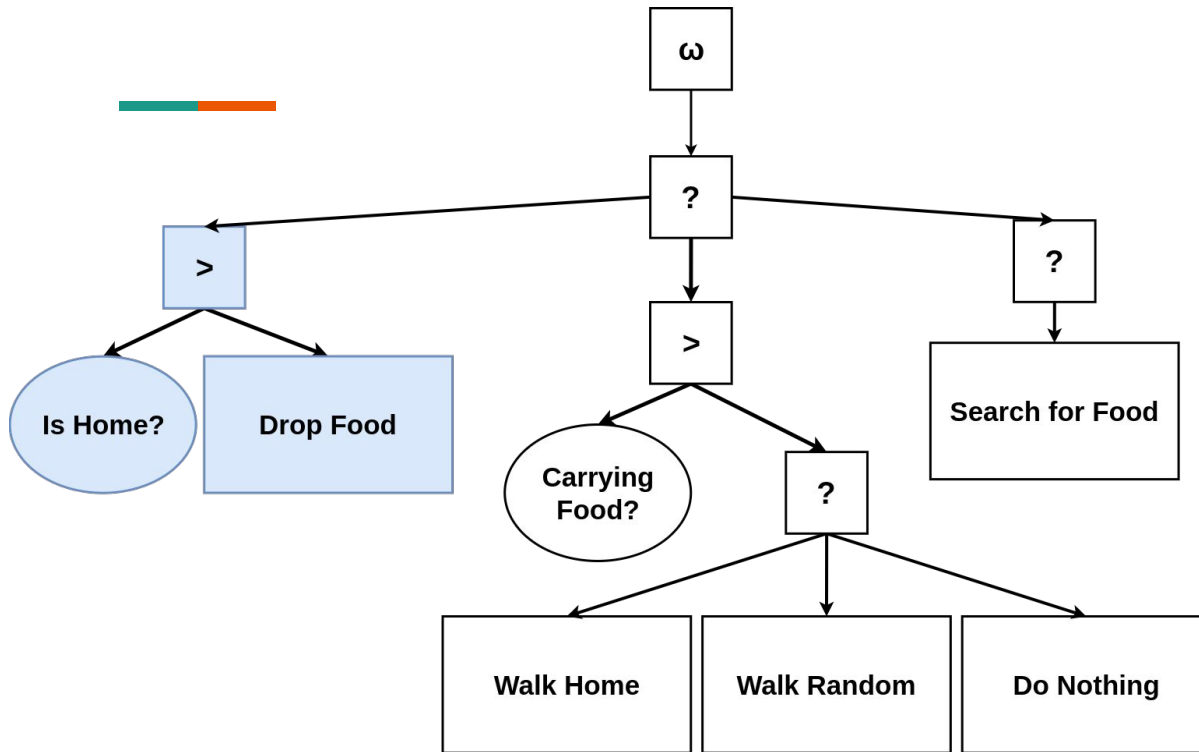 ω
?
>
?
>
Is Home?
Drop Food
Search for Food
Carrying
Food?
?
Walk Home
Walk Random
Do Nothing